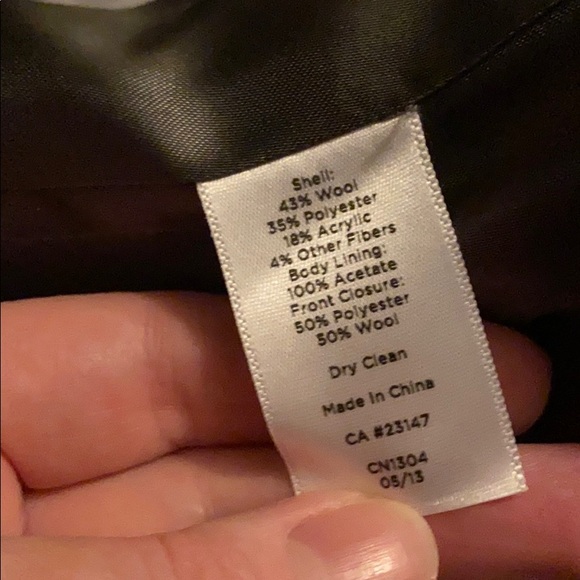 Shell:
43% Wool
35% Polyester
18% Acrylic
4% Other Fibers
Body Lining:
100% Acetate
Front Closure:
50% Polyester
50% Wool
Dry Clean
Made In China
CA #23147
CN1304
05/13